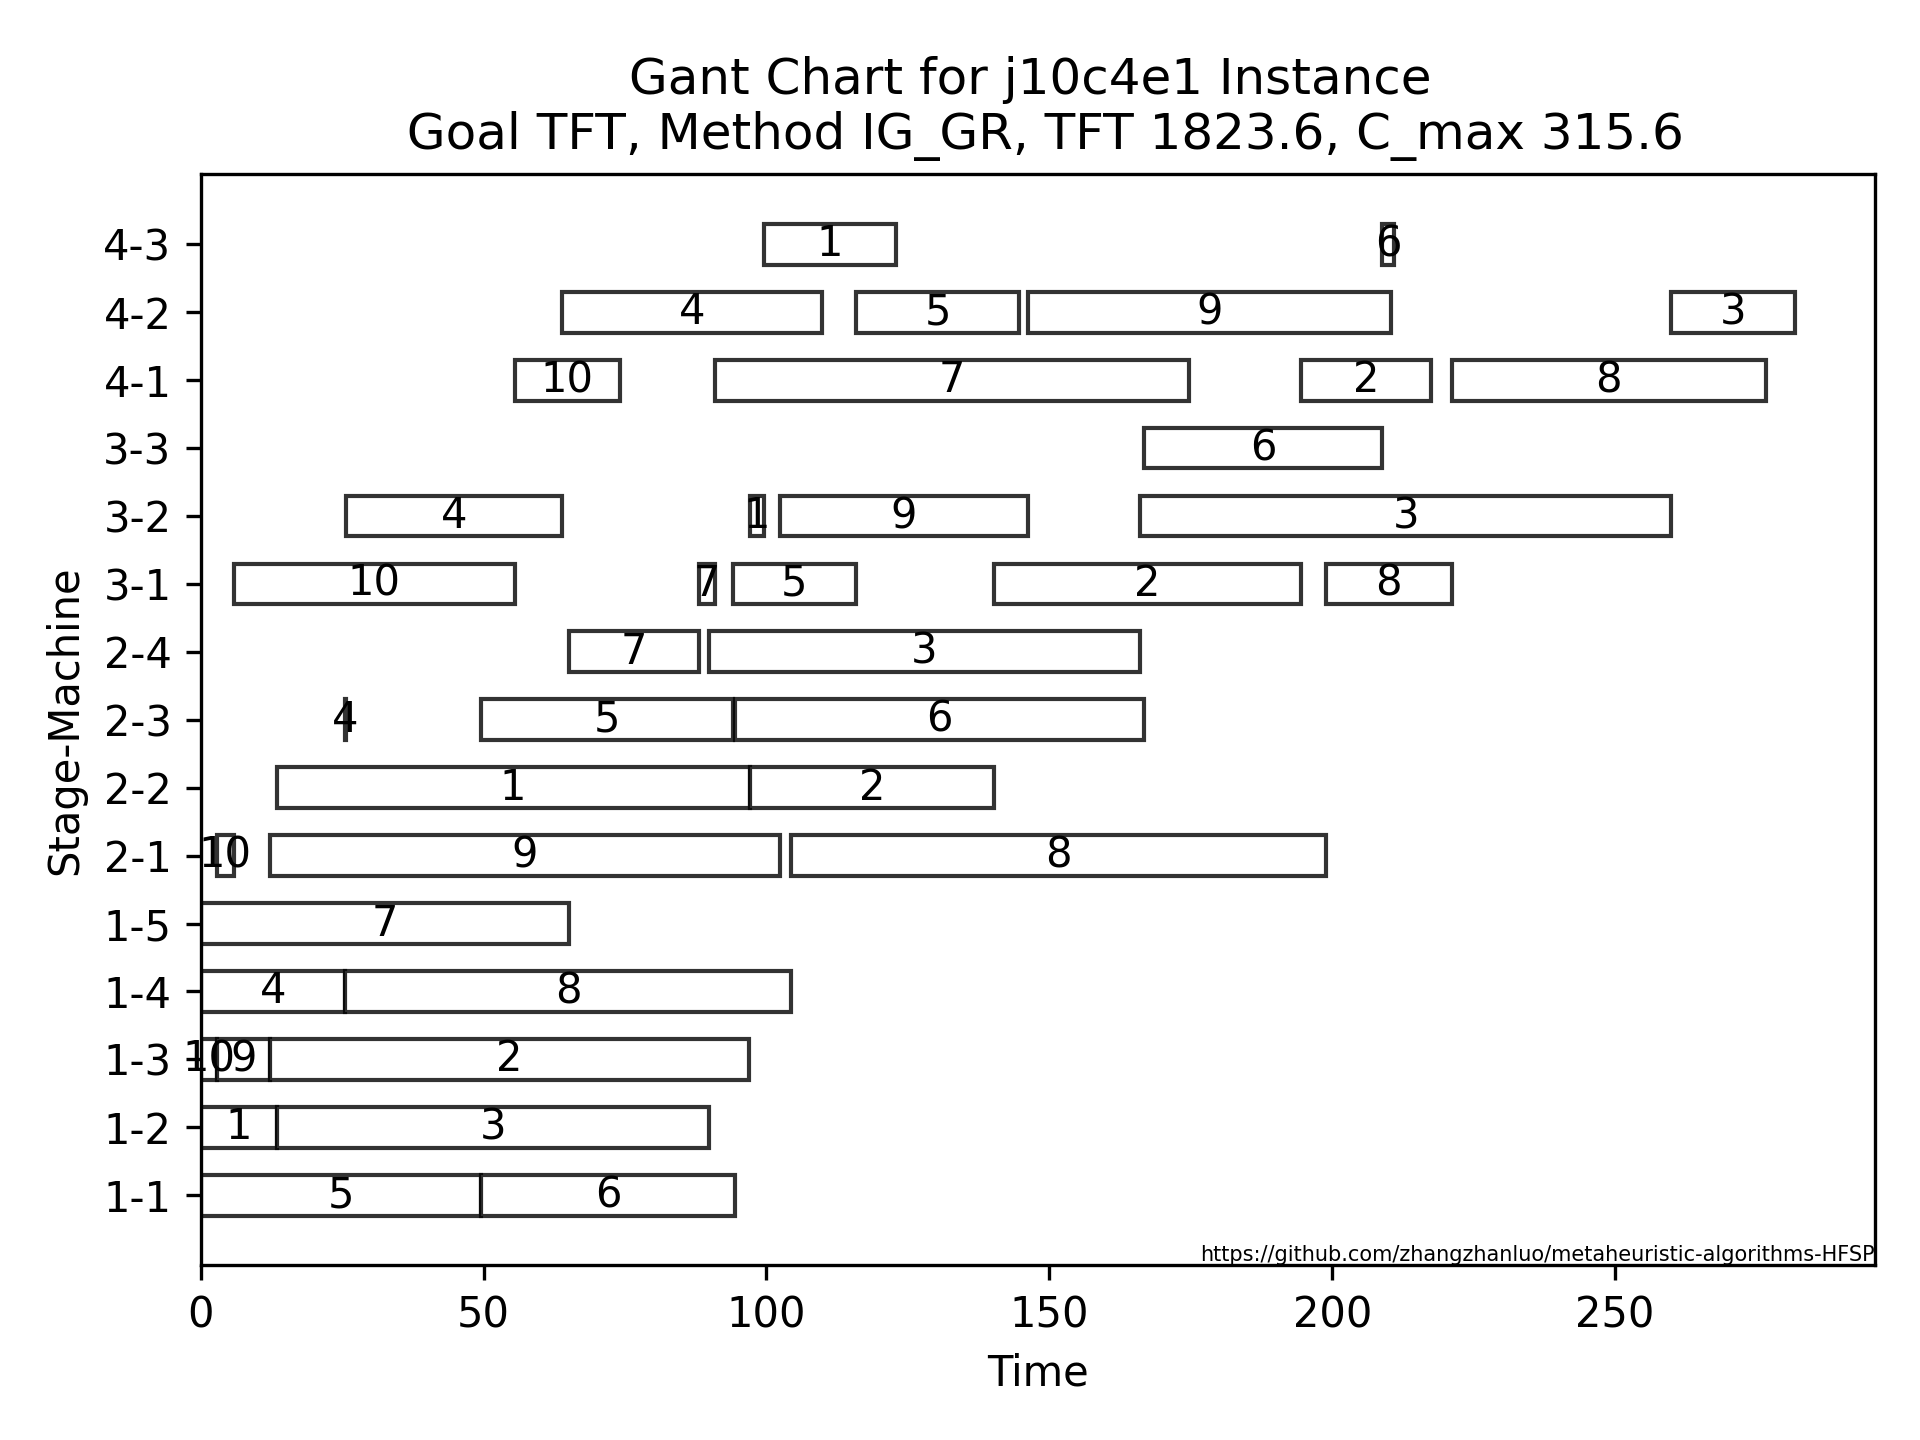 Gant Chart for j10c4e1 Instance
Goal TFT, Method IG_GR, TFT 1823.6, C_max 315.6
4-3 1 6
4-2 4 5 9 3
4-1 10 7 2 8
3-3 6
3-2 4 1 9 3
3-1 10 7 5 2 8
2-4 7 3
2-3 4 5 6
2-2 1 2
2-1 10 9 8
1-5 7
1-4 4 8
1-3 10 9 2
1-2 1 3
1-1 5 6
Stage-Machine
https://github.com/zhangzhanluo/metaheuristic-algorithms-HFSP
0 50 100 150 200 250
Time